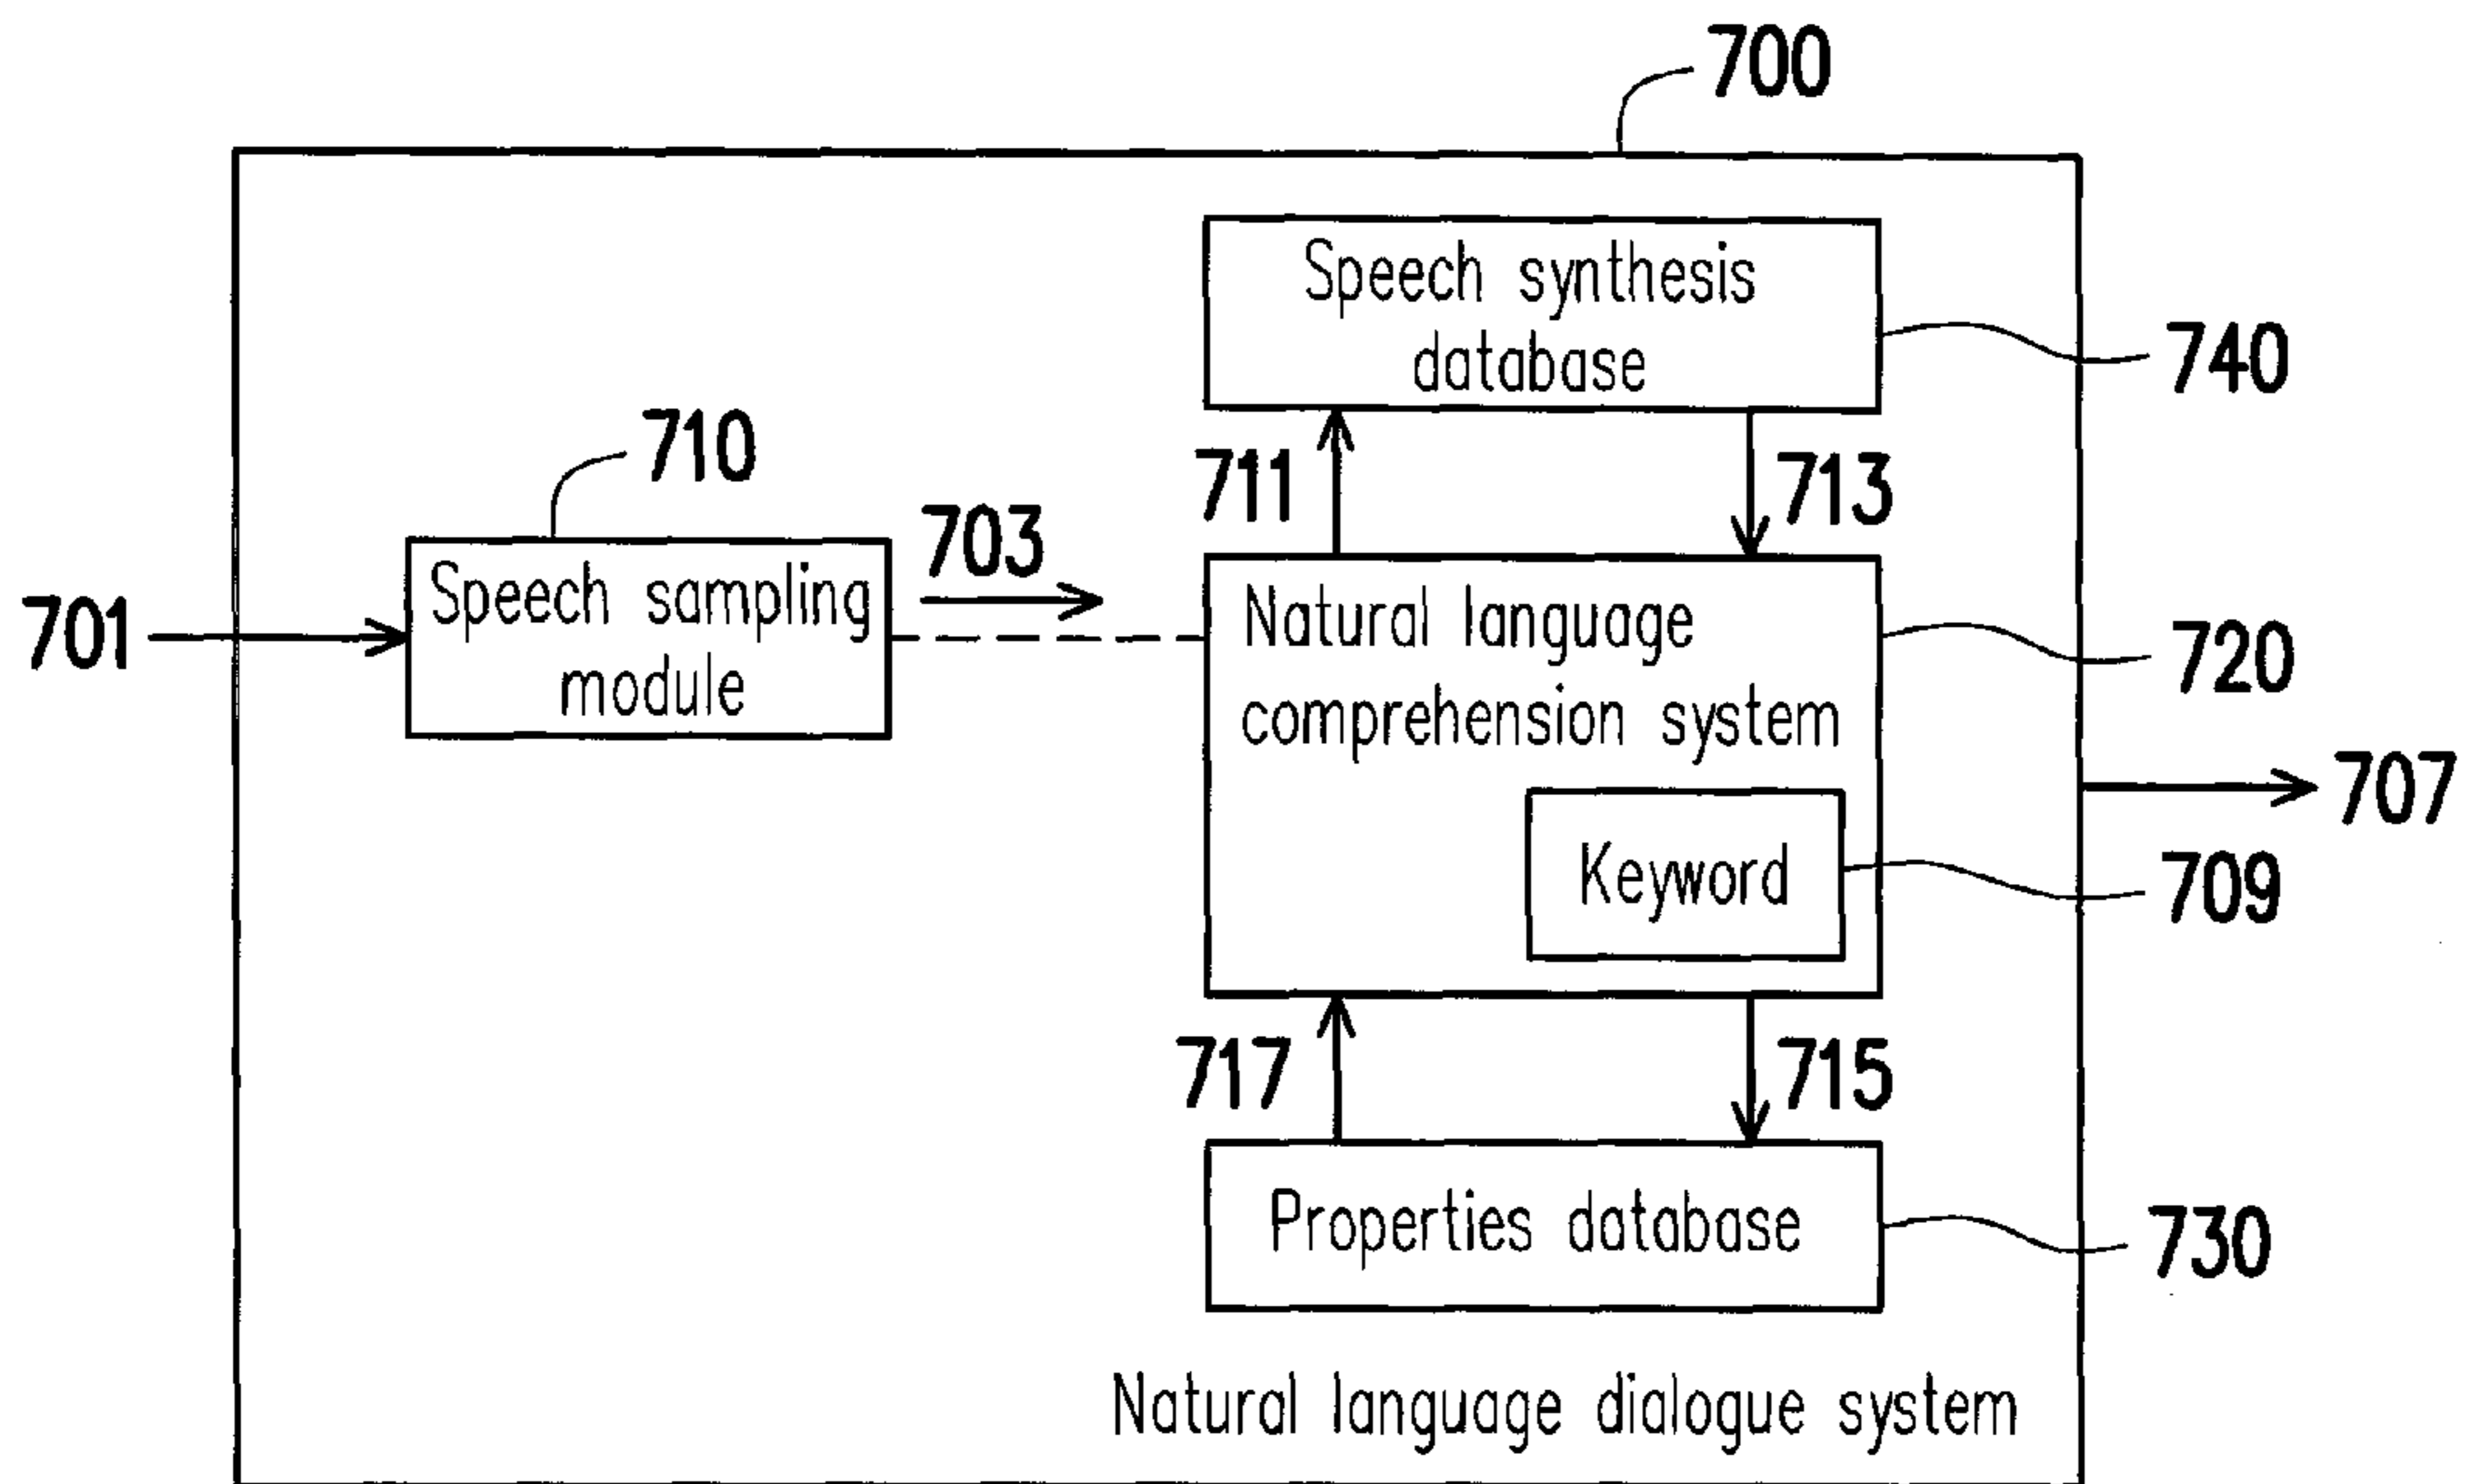 700
Speech synthesis
database
740
710
711
713
703
Speech sampling
module
701
Natural language
comprehension system
720
707
Keyword
709
717
715
Properties database
730
Natural language dialogue system